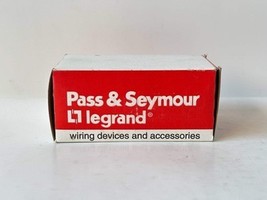 Pass & Seymour
legrand®
wiring devices and accessories